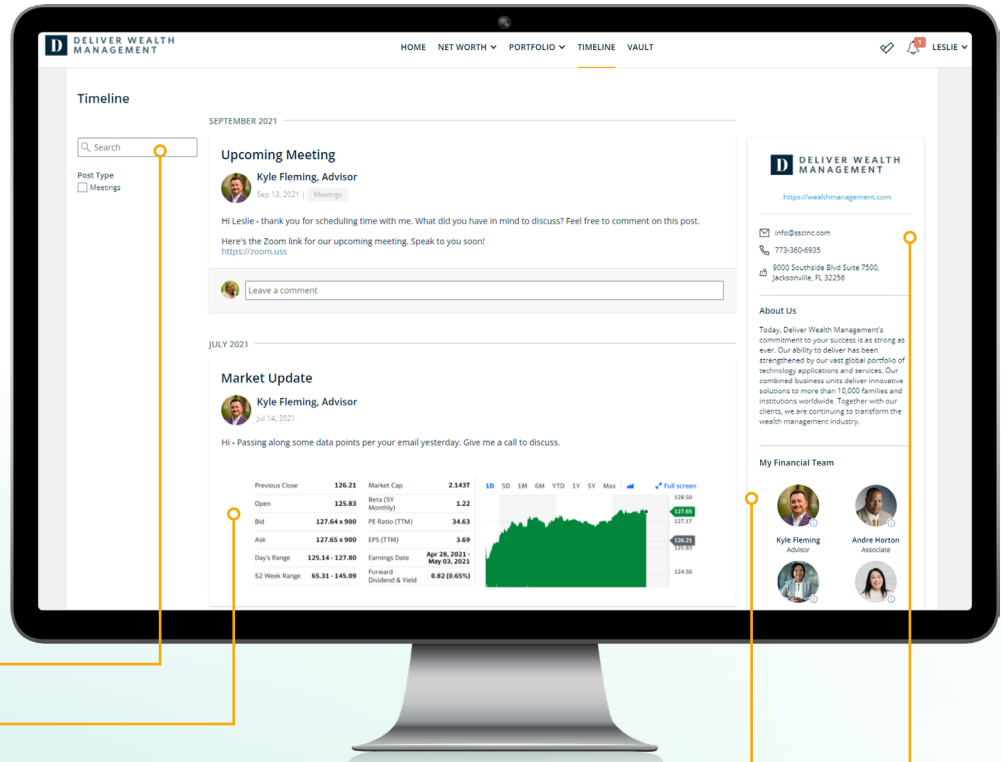 DELIVER WEALTH
MANAGEMENT
HOME NET WORTH PORTFOLIO TIMELINE VAULT
1
LESLIE
Timeline
Search
Post Type
Meetings
SEPTEMBER 2021
Upcoming Meeting
Kyle Fleming, Advisor
Sep 13, 2021 | Meetings
Hi Leslie - thank you for scheduling time with me. What did you have in mind to discuss? Feel free to comment on this post.
Here's the Zoom link for our upcoming meeting. Speak to you soon!
https://zoom.uss
Leave a comment
JULY 2021
Market Update
Kyle Fleming, Advisor
Jul 14, 2021
Hi - Passing along some data points per your email yesterday. Give me a call to discuss.
Previous Close 126.21 Market Cap 2.143T
Open 125.83 Beta (5Y
Monthly) 1.22
Bid 127.64 x 900 PE Ratio (TTM) 34.63
Ask 127.65 x 900 EPS (TTM) 3.69
Day's Range 125.14 - 127.80 Earnings Date Apr 28, 2021 -
May 03, 2021
52 Week Range 65.31 - 145.09 Forward
Dividend & Yield 0.82 (0.65%)
1D 5D 1M 6M YTD 1Y 5Y Max Full screen
128.50
127.65
127.17
126.21
125.83
124.50
D DELIVER WEALTH
MANAGEMENT
https://wealthmanagement.com
info@sscinc.com
773-360-6935
9000 Southside Blvd Suite 7500,
Jacksonville, FL 32256
About Us
Today, Deliver Wealth Management's
commitment to your success is as strong as
ever. Our ability to deliver has been
strengthened by our vast global portfolio of
technology applications and services. Our
combined business units deliver innovative
solutions to more than 10,000 families and
institutions worldwide. Together with our
clients, we are continuing to transform the
wealth management industry.
My Financial Team
Kyle Fleming
Advisor
Andre Horton
Associate